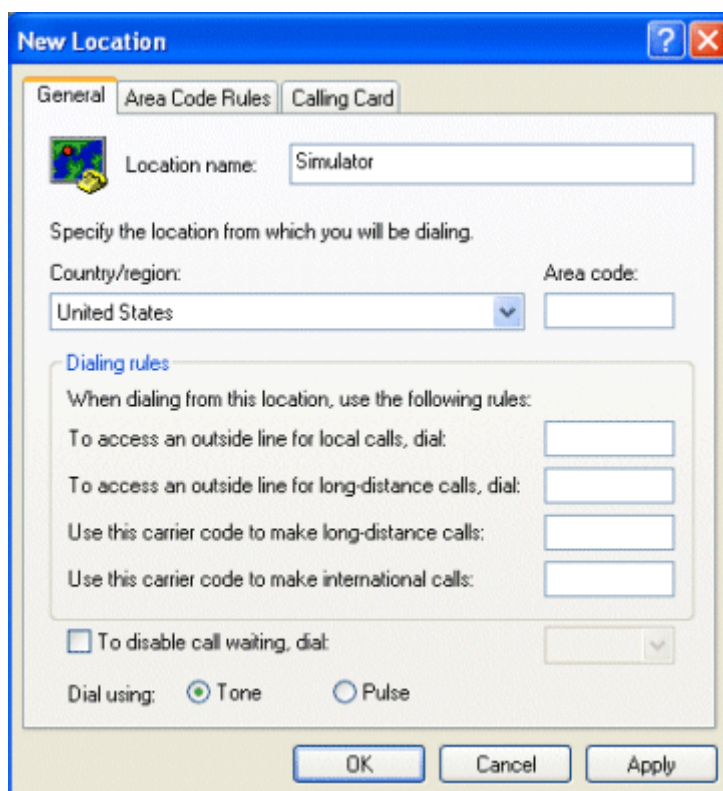 New Location
General Area Code Rules Calling Card
Location name: Simulator
Specify the location from which you will be dialing.
Country/region: Area code:
United States
Dialing rules
When dialing from this location, use the following rules:
To access an outside line for local calls, dial:
To access an outside line for long-distance calls, dial:
Use this carrier code to make long-distance calls:
Use this carrier code to make international calls:
To disable call waiting, dial:
Dial using: Tone Pulse
OK Cancel Apply